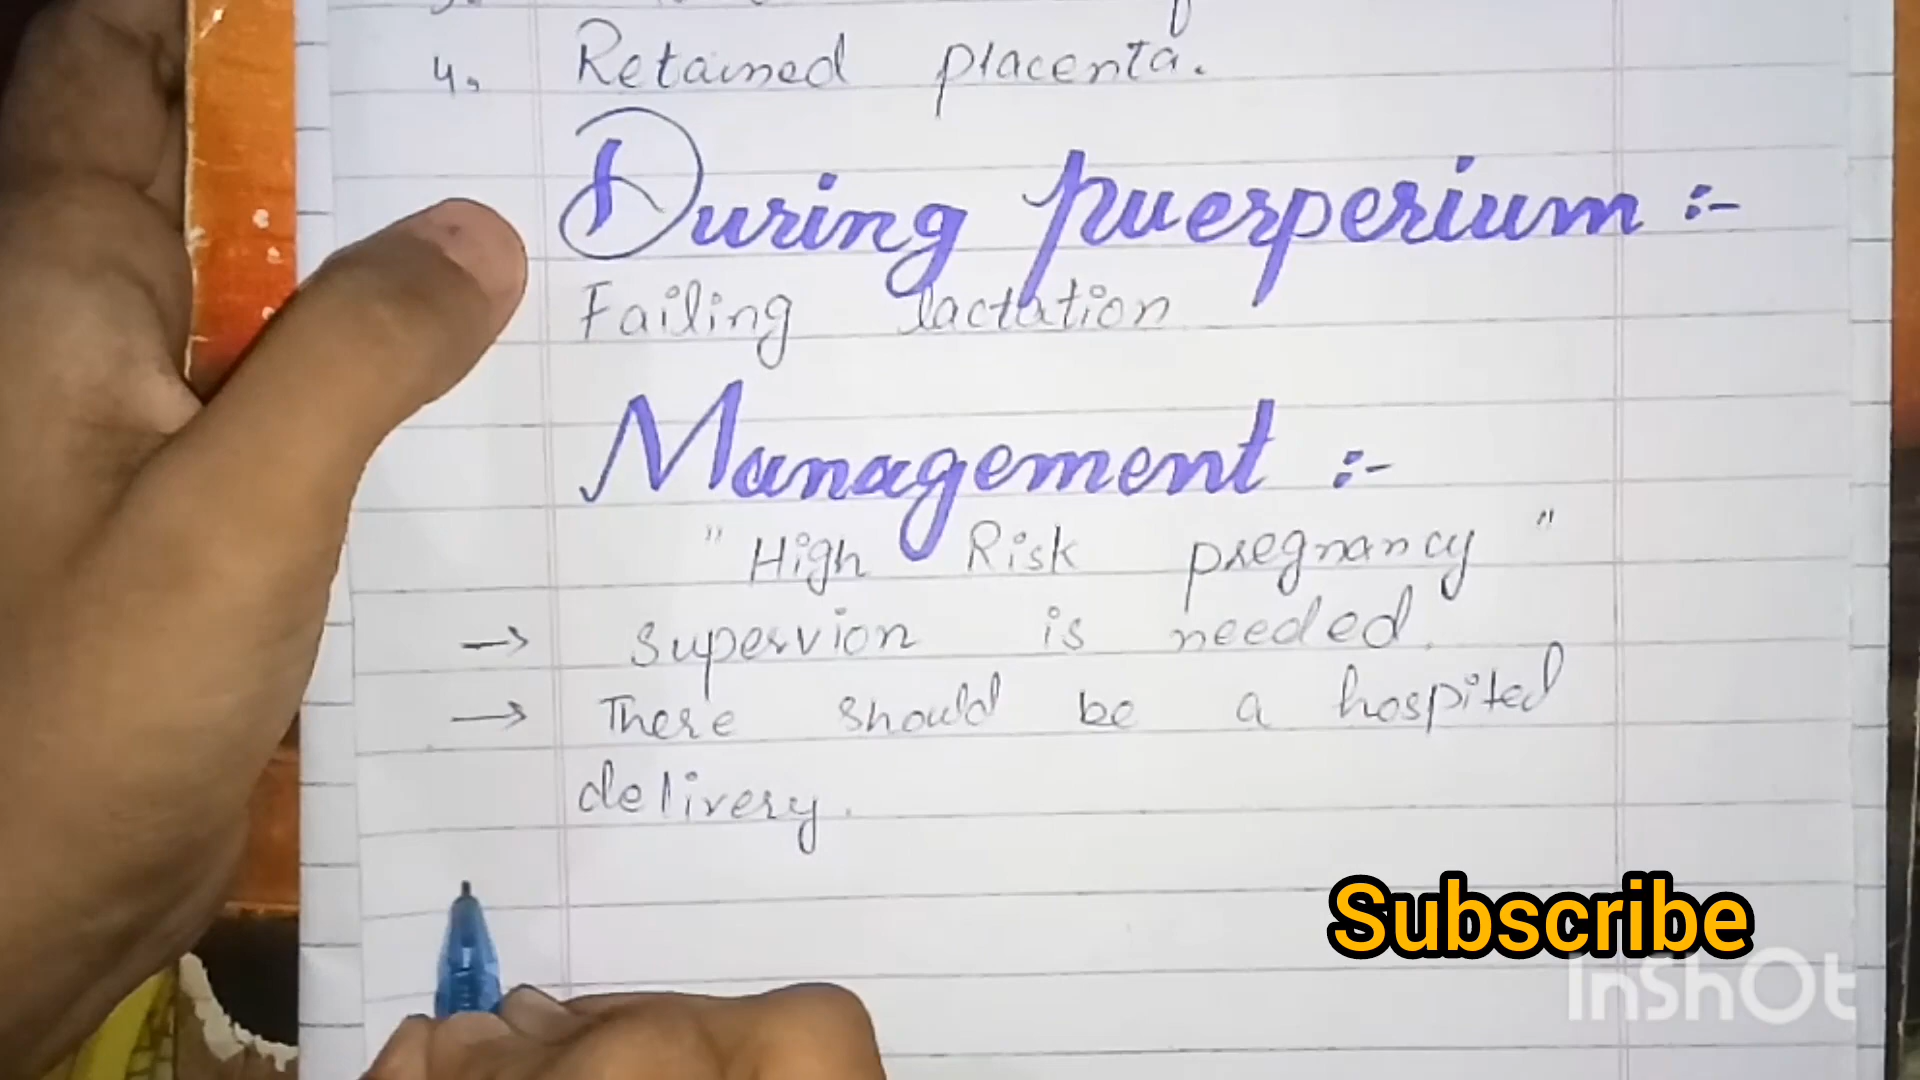 4. Retained placenta.
During puerperium :-
Failing lactation
Management :-
"High Risk pregnancy"
→ Supervion is needed.
→ There should be a hospited
delivery.
Subscribe
InShOt